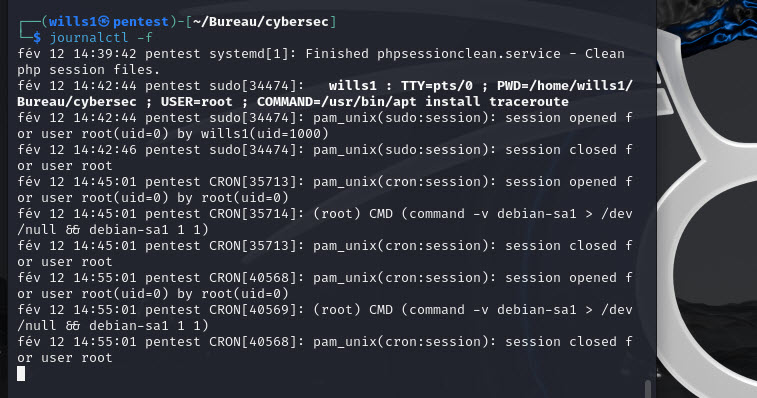 ┌──(wills1㉿pentest)-[~/Bureau/cybersec]
└─$ journalctl -f
fév 12 14:39:42 pentest systemd[1]: Finished phpsessionclean.service - Clean
php session files.
fév 12 14:42:44 pentest sudo[34474]:   wills1 : TTY=pts/0 ; PWD=/home/wills1/
Bureau/cybersec ; USER=root ; COMMAND=/usr/bin/apt install traceroute
fév 12 14:42:44 pentest sudo[34474]: pam_unix(sudo:session): session opened f
or user root(uid=0) by wills1(uid=1000)
fév 12 14:42:46 pentest sudo[34474]: pam_unix(sudo:session): session closed f
or user root
fév 12 14:45:01 pentest CRON[35713]: pam_unix(cron:session): session opened f
or user root(uid=0) by root(uid=0)
fév 12 14:45:01 pentest CRON[35714]: (root) CMD (command -v debian-sa1 > /dev
/null && debian-sa1 1 1)
fév 12 14:45:01 pentest CRON[35713]: pam_unix(cron:session): session closed f
or user root
fév 12 14:55:01 pentest CRON[40568]: pam_unix(cron:session): session opened f
or user root(uid=0) by root(uid=0)
fév 12 14:55:01 pentest CRON[40569]: (root) CMD (command -v debian-sa1 > /dev
/null && debian-sa1 1 1)
fév 12 14:55:01 pentest CRON[40568]: pam_unix(cron:session): session closed f
or user root